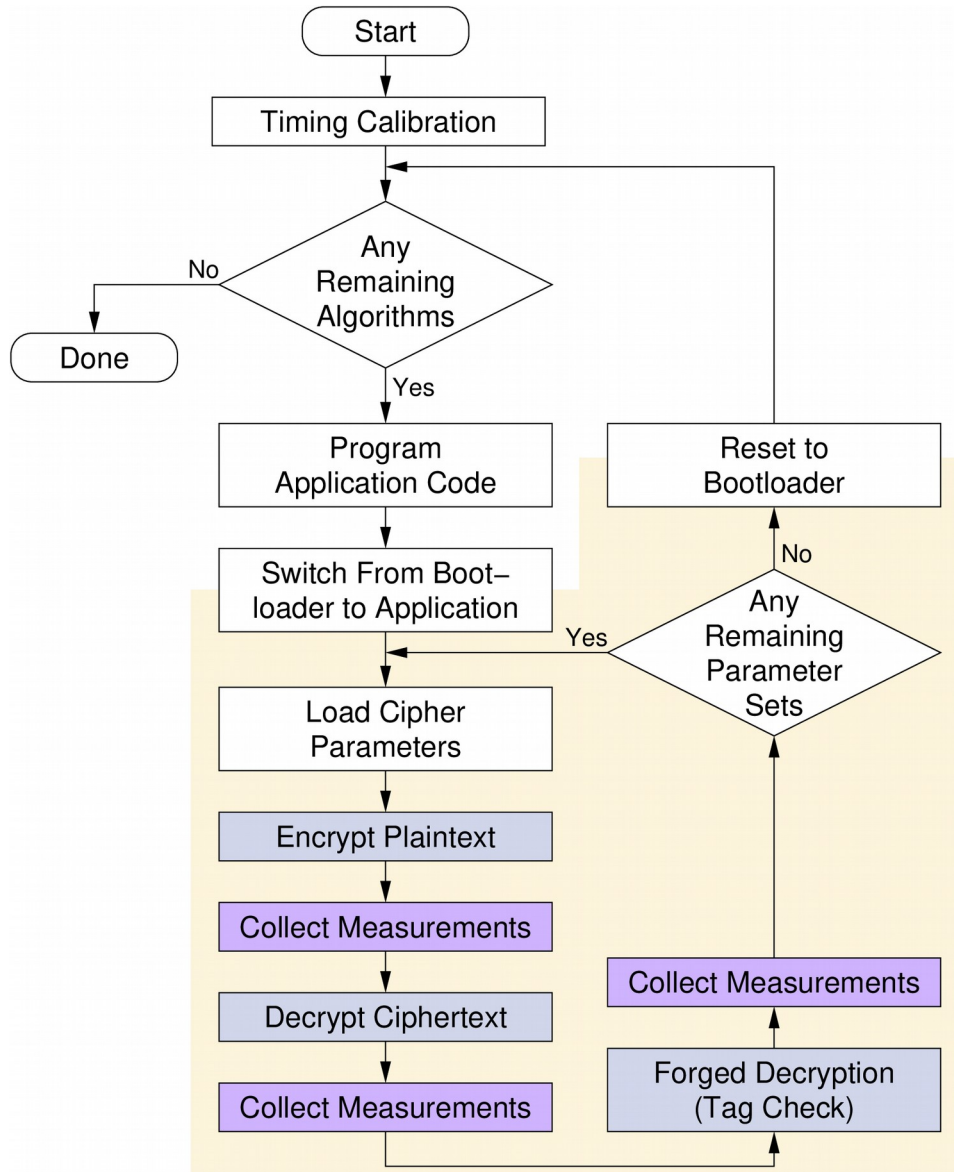 Start
Timing Calibration
Any
Remaining
Algorithms
No
Done
Yes
Program
Application Code
Switch From Boot–
loader to Application
Load Cipher
Parameters
Encrypt Plaintext
Collect Measurements
Decrypt Ciphertext
Collect Measurements
Forged Decryption
(Tag Check)
Collect Measurements
Any
Remaining
Parameter
Sets
Yes
No
Reset to
Bootloader